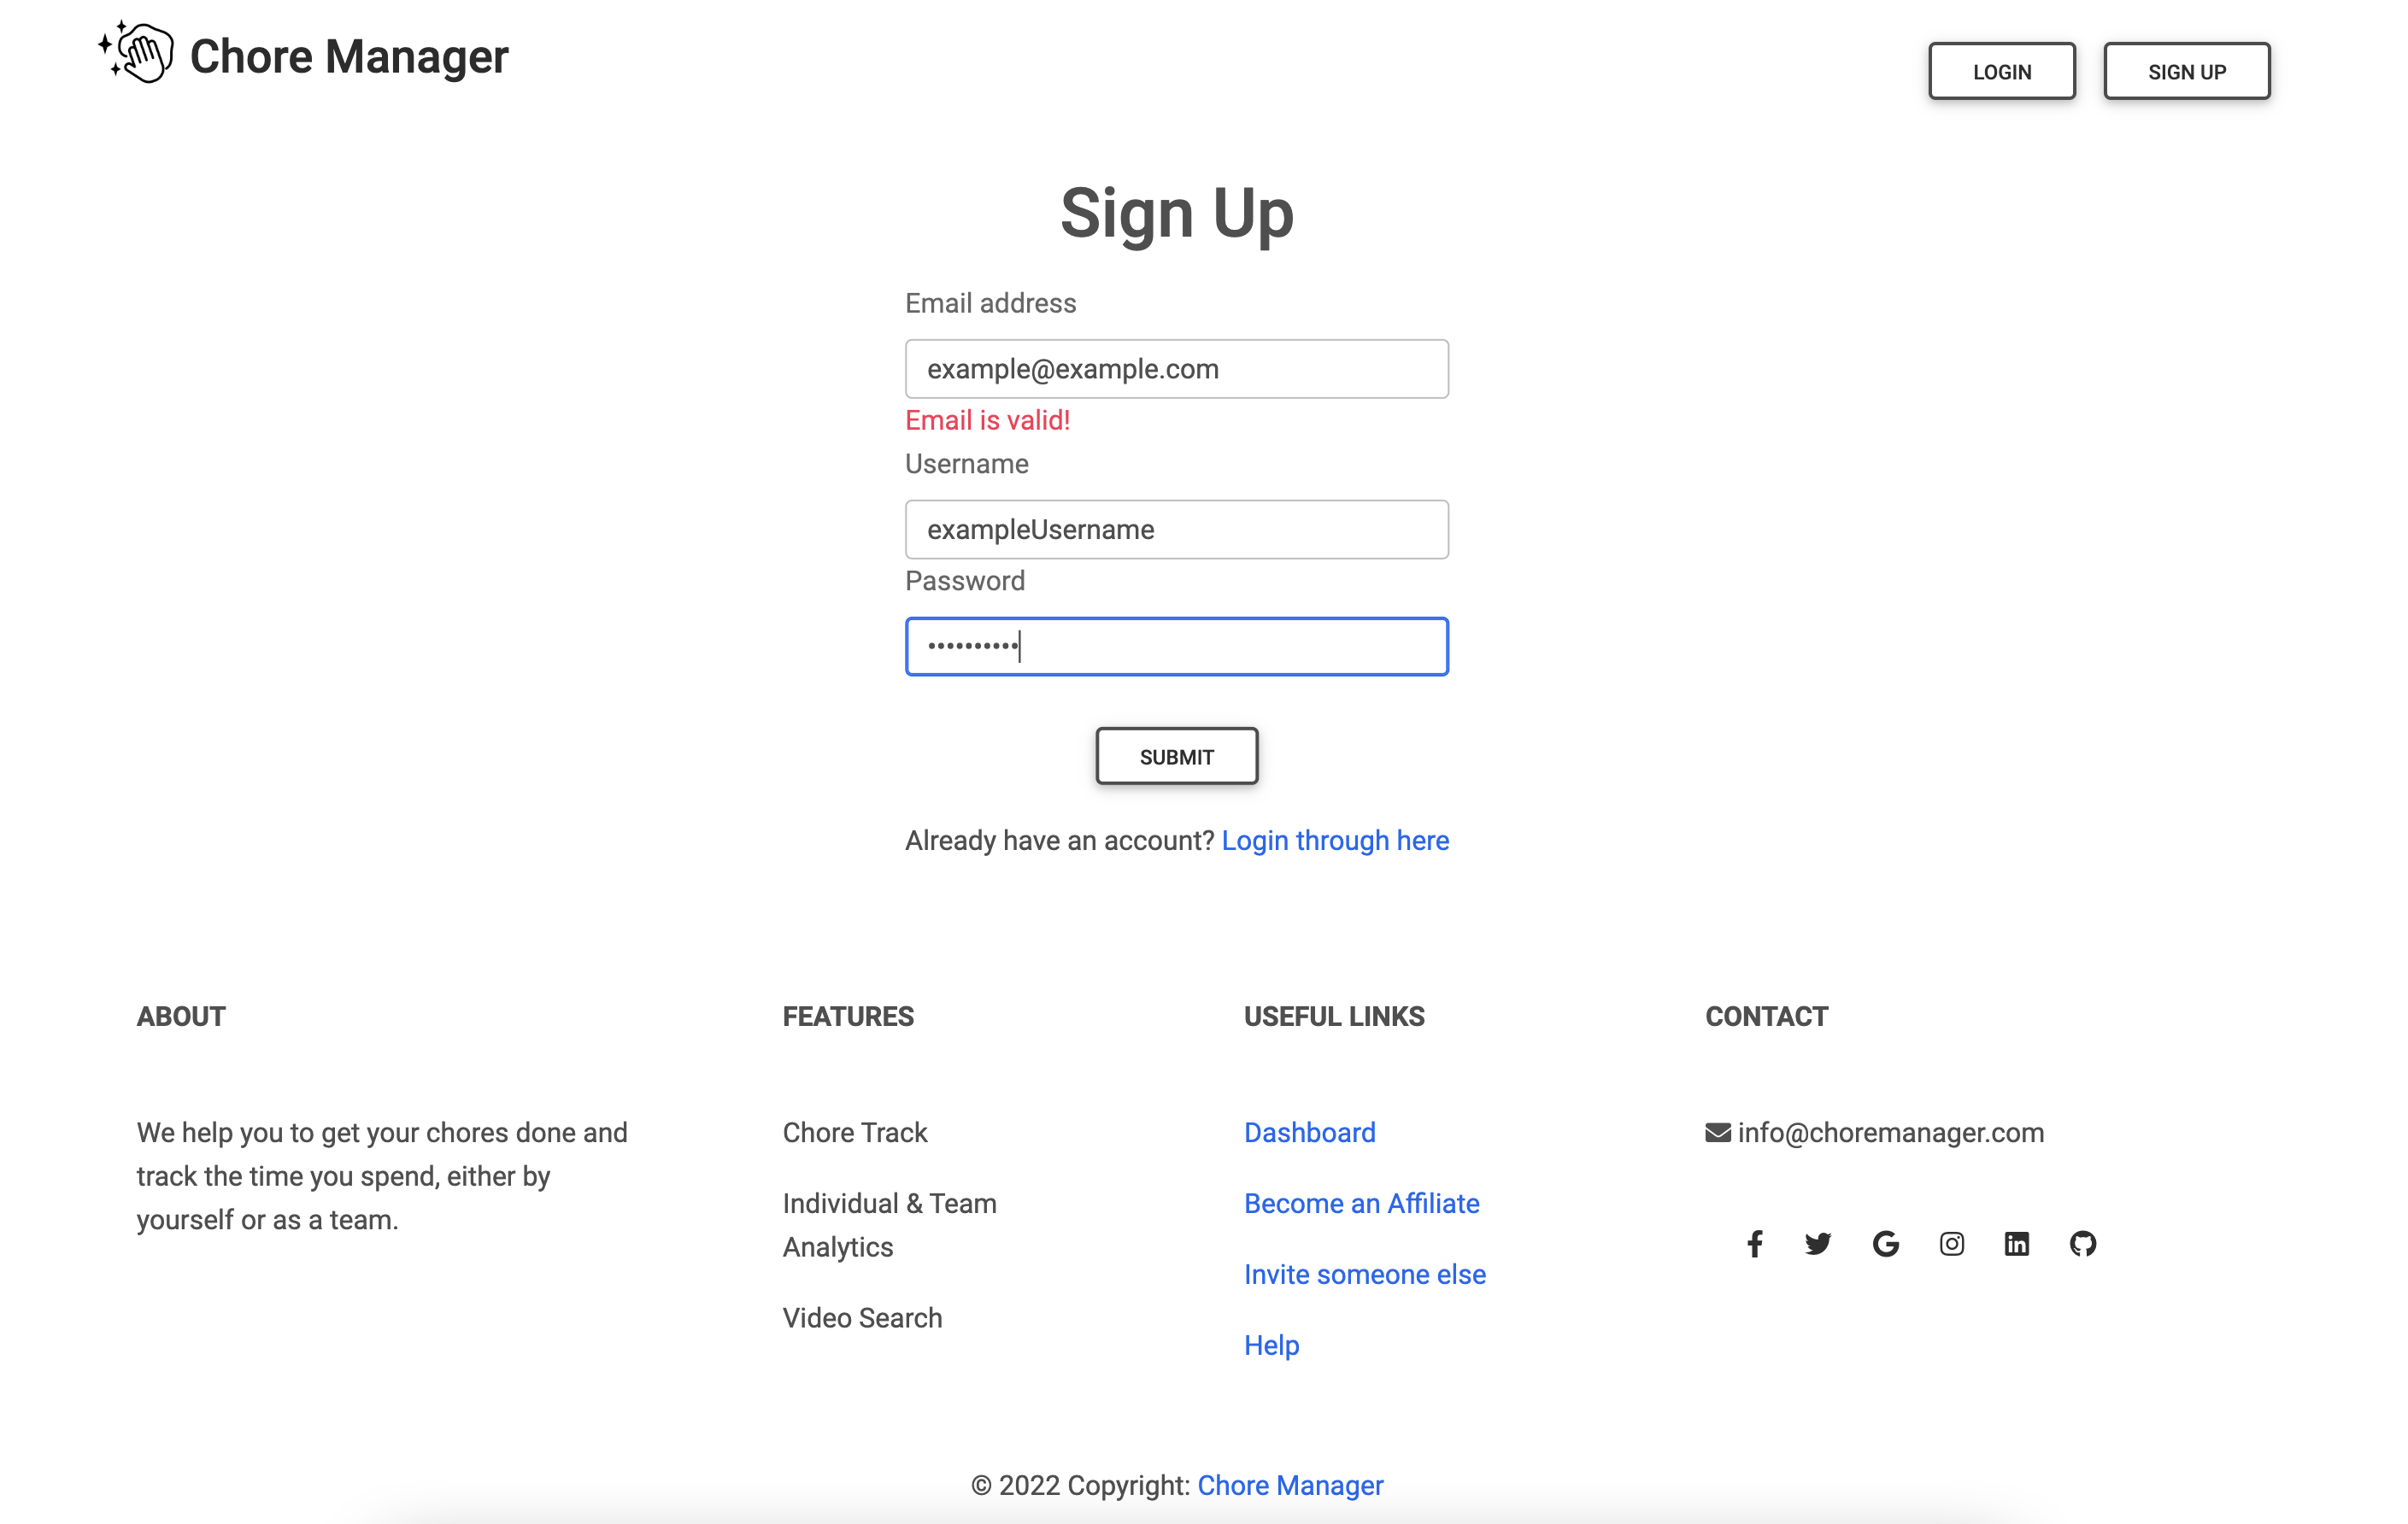 Chore Manager
LOGIN
SIGN UP
Sign Up
Email address
example@example.com
Email is valid!
Username
exampleUsername
Password
••••••••••
SUBMIT
Already have an account? Login through here
ABOUT
We help you to get your chores done and
track the time you spend, either by
yourself or as a team.
FEATURES
Chore Track
Individual & Team
Analytics
Video Search
USEFUL LINKS
Dashboard
Become an Affiliate
Invite someone else
Help
CONTACT
info@choremanager.com
© 2022 Copyright: Chore Manager